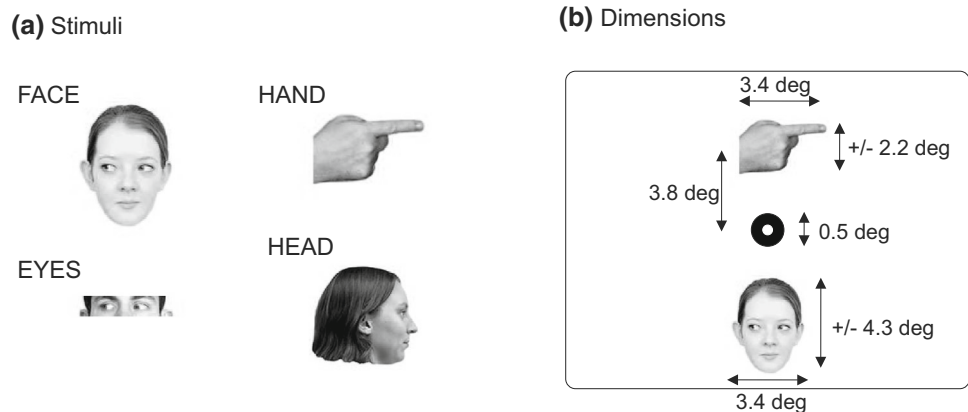 (a) Stimuli
FACE
HAND
EYES
HEAD
(b) Dimensions
3.4 deg
+/- 2.2 deg
3.8 deg
0.5 deg
+/- 4.3 deg
3.4 deg